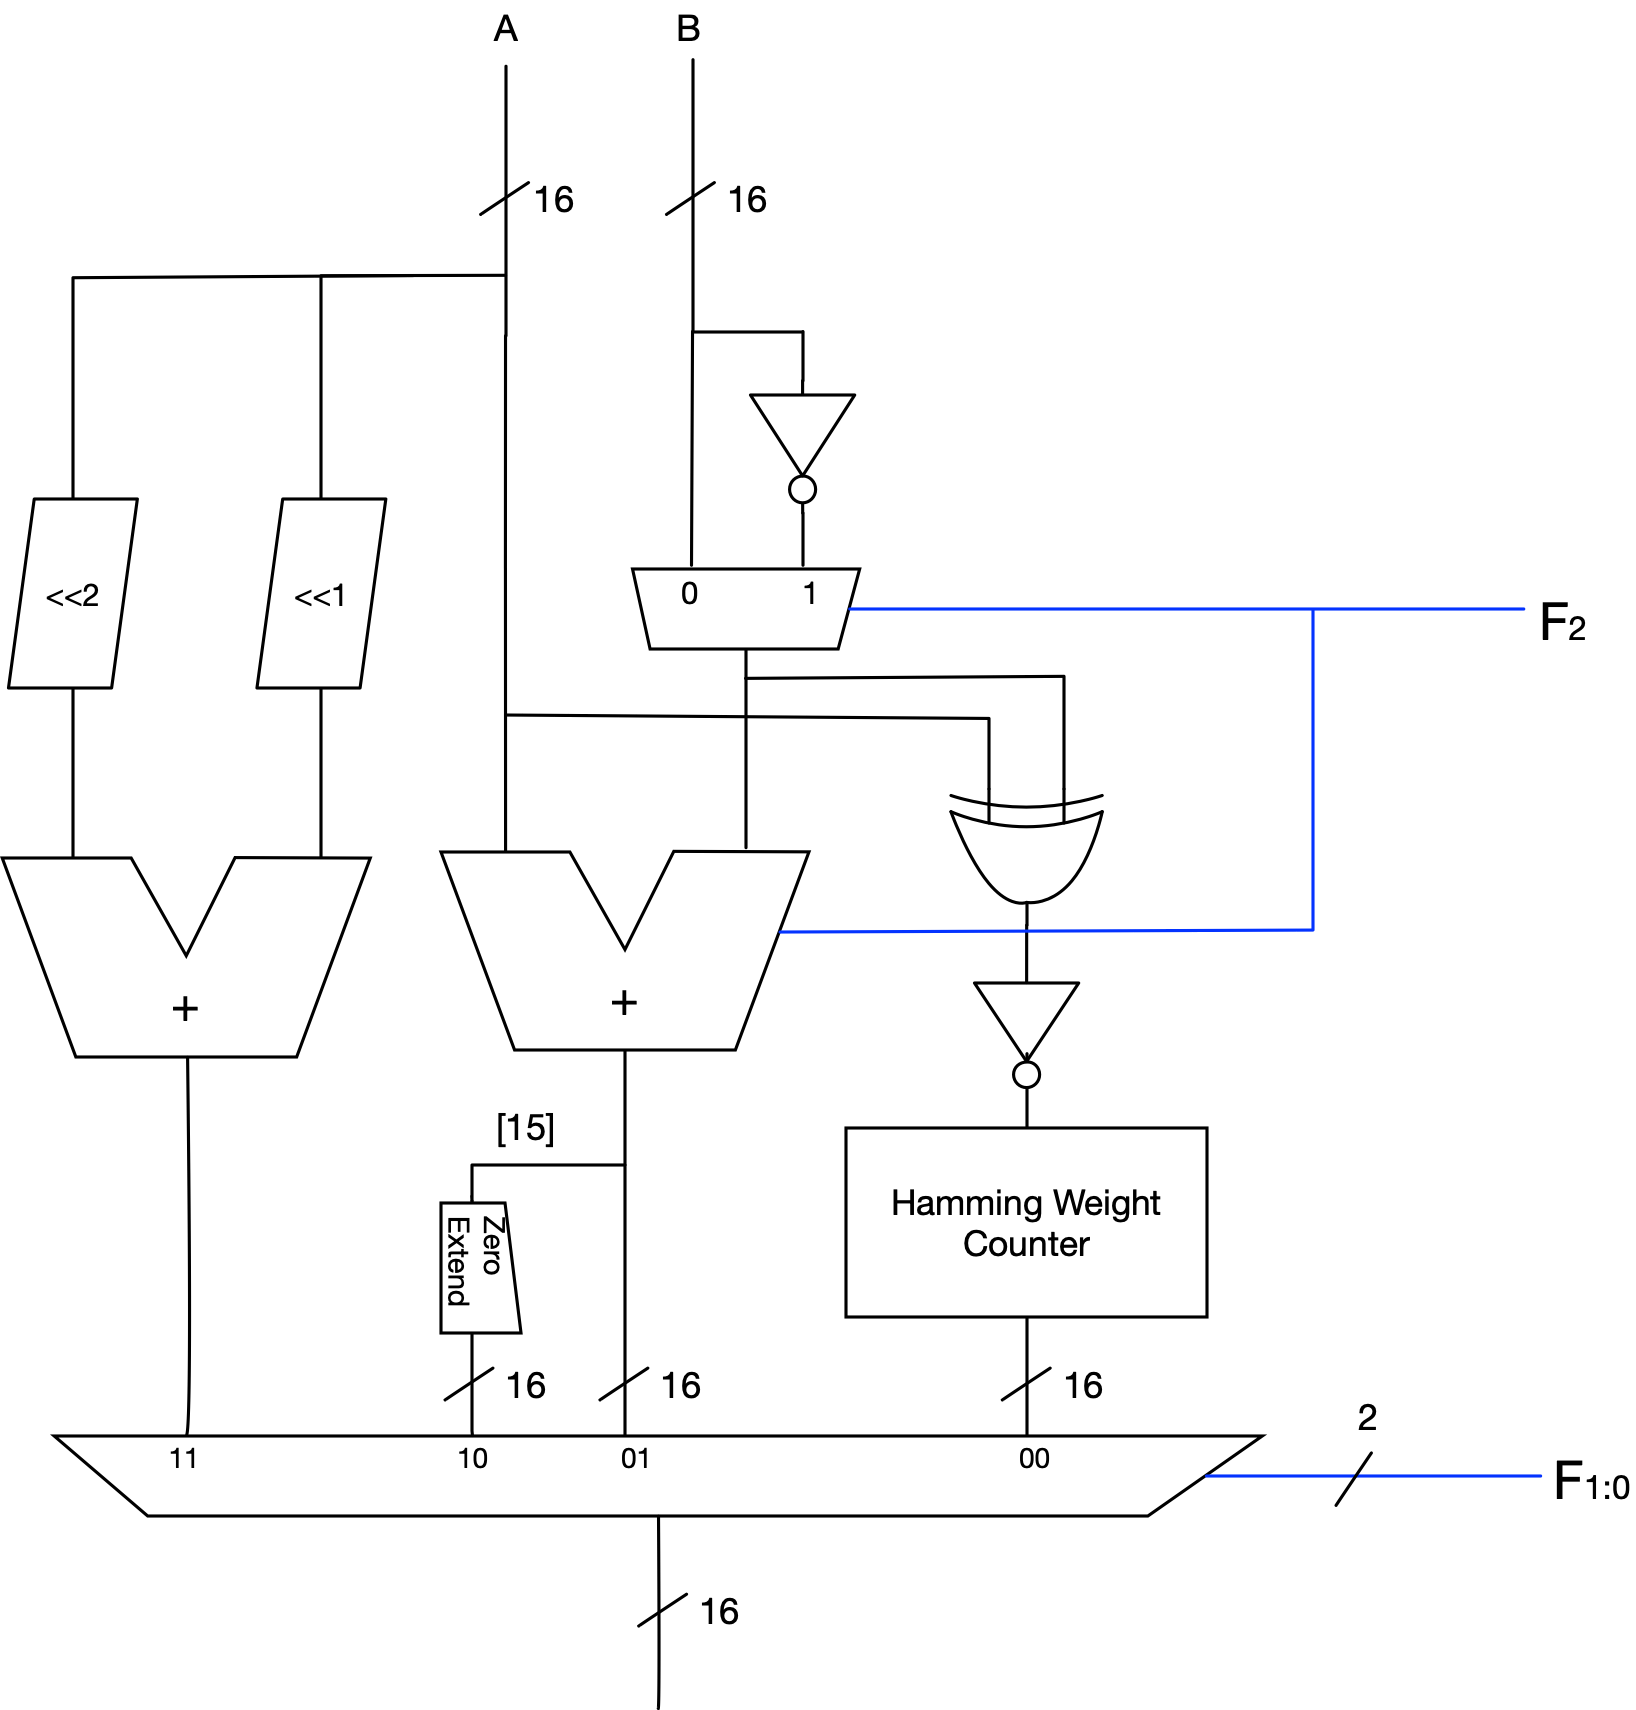 A
B
16
16
<<2
<<1
0
1
F2
+
+
[15]
Zero
Extend
Hamming Weight
Counter
16
16
16
2
11
10
01
00
F1:0
16